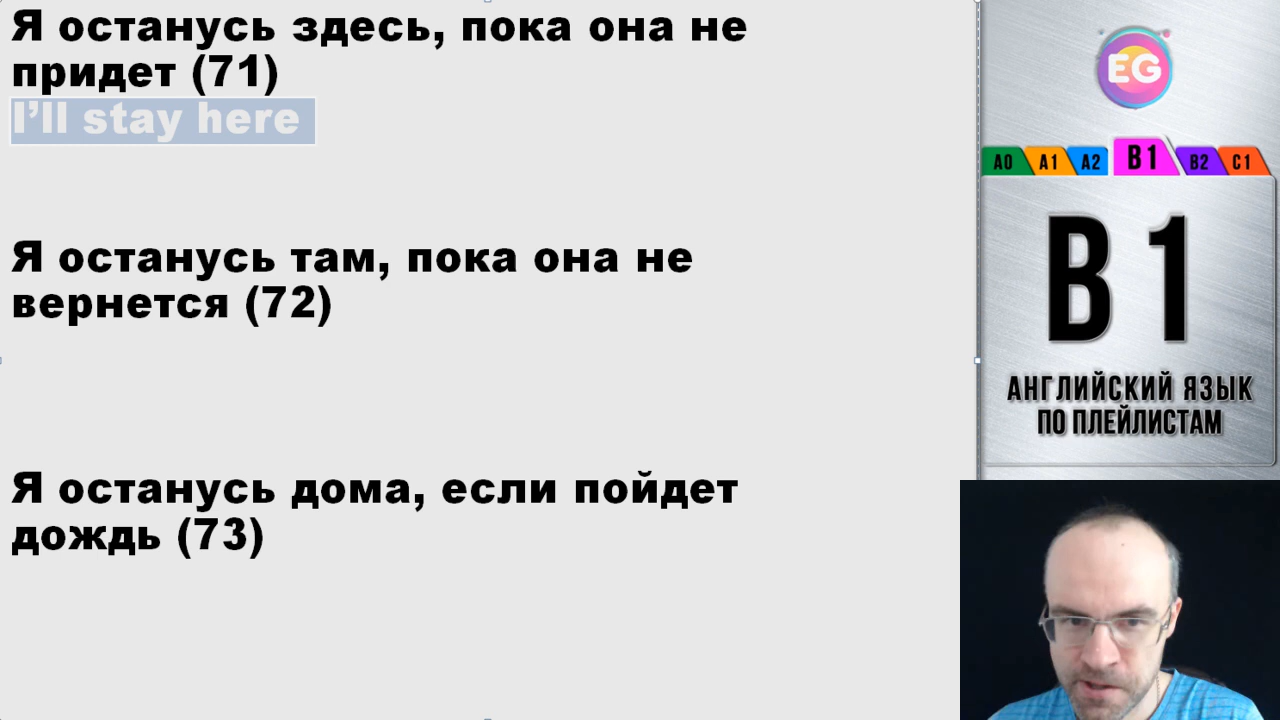 Я останусь здесь, пока она не
придет (71)
I’ll stay here
Я останусь там, пока она не
вернется (72)
Я останусь дома, если пойдет
дождь (73)
EG
A0 A1 A2 B1 B2 C1
B 1
АНГЛИЙСКИЙ ЯЗЫК
ПО ПЛЕЙЛИСТАМ